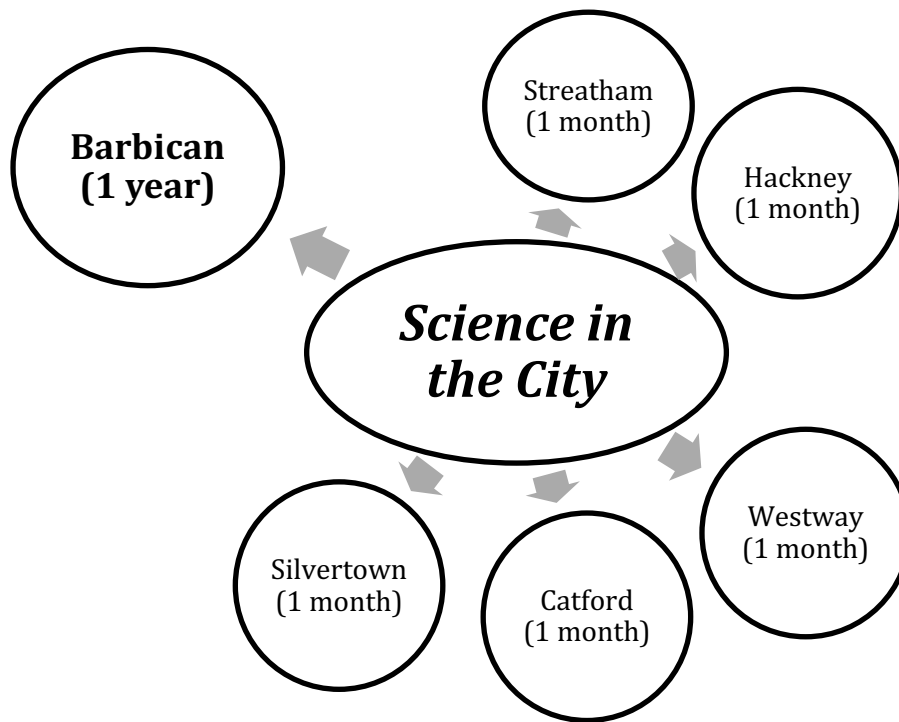 Barbican
(1 year)
Streatham
(1 month)
Hackney
(1 month)
Science in
the City
Westway
(1 month)
Silvertown
(1 month)
Catford
(1 month)